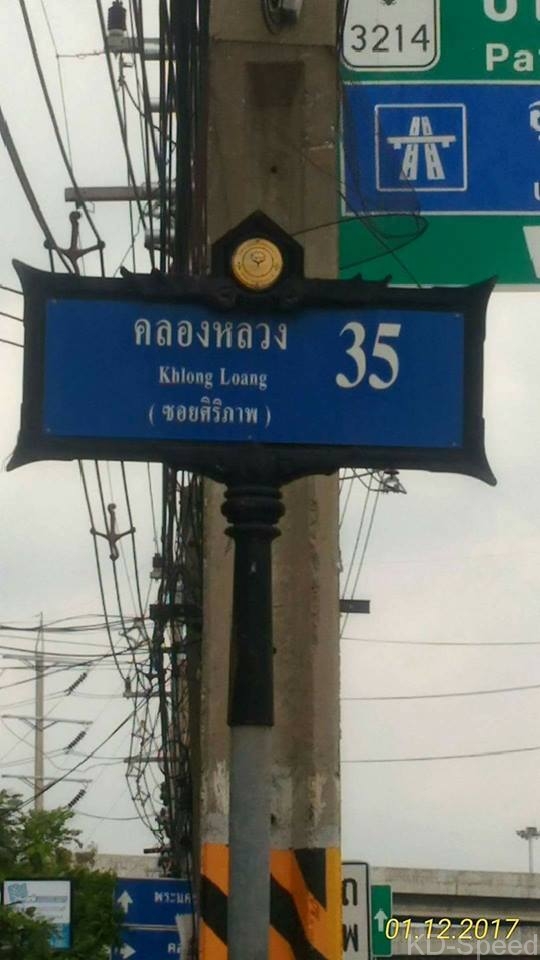 3214
คลองหลวง 35
Khlong Loang
( ซอยศิริภาพ )
01.12.2017
KD-Speed